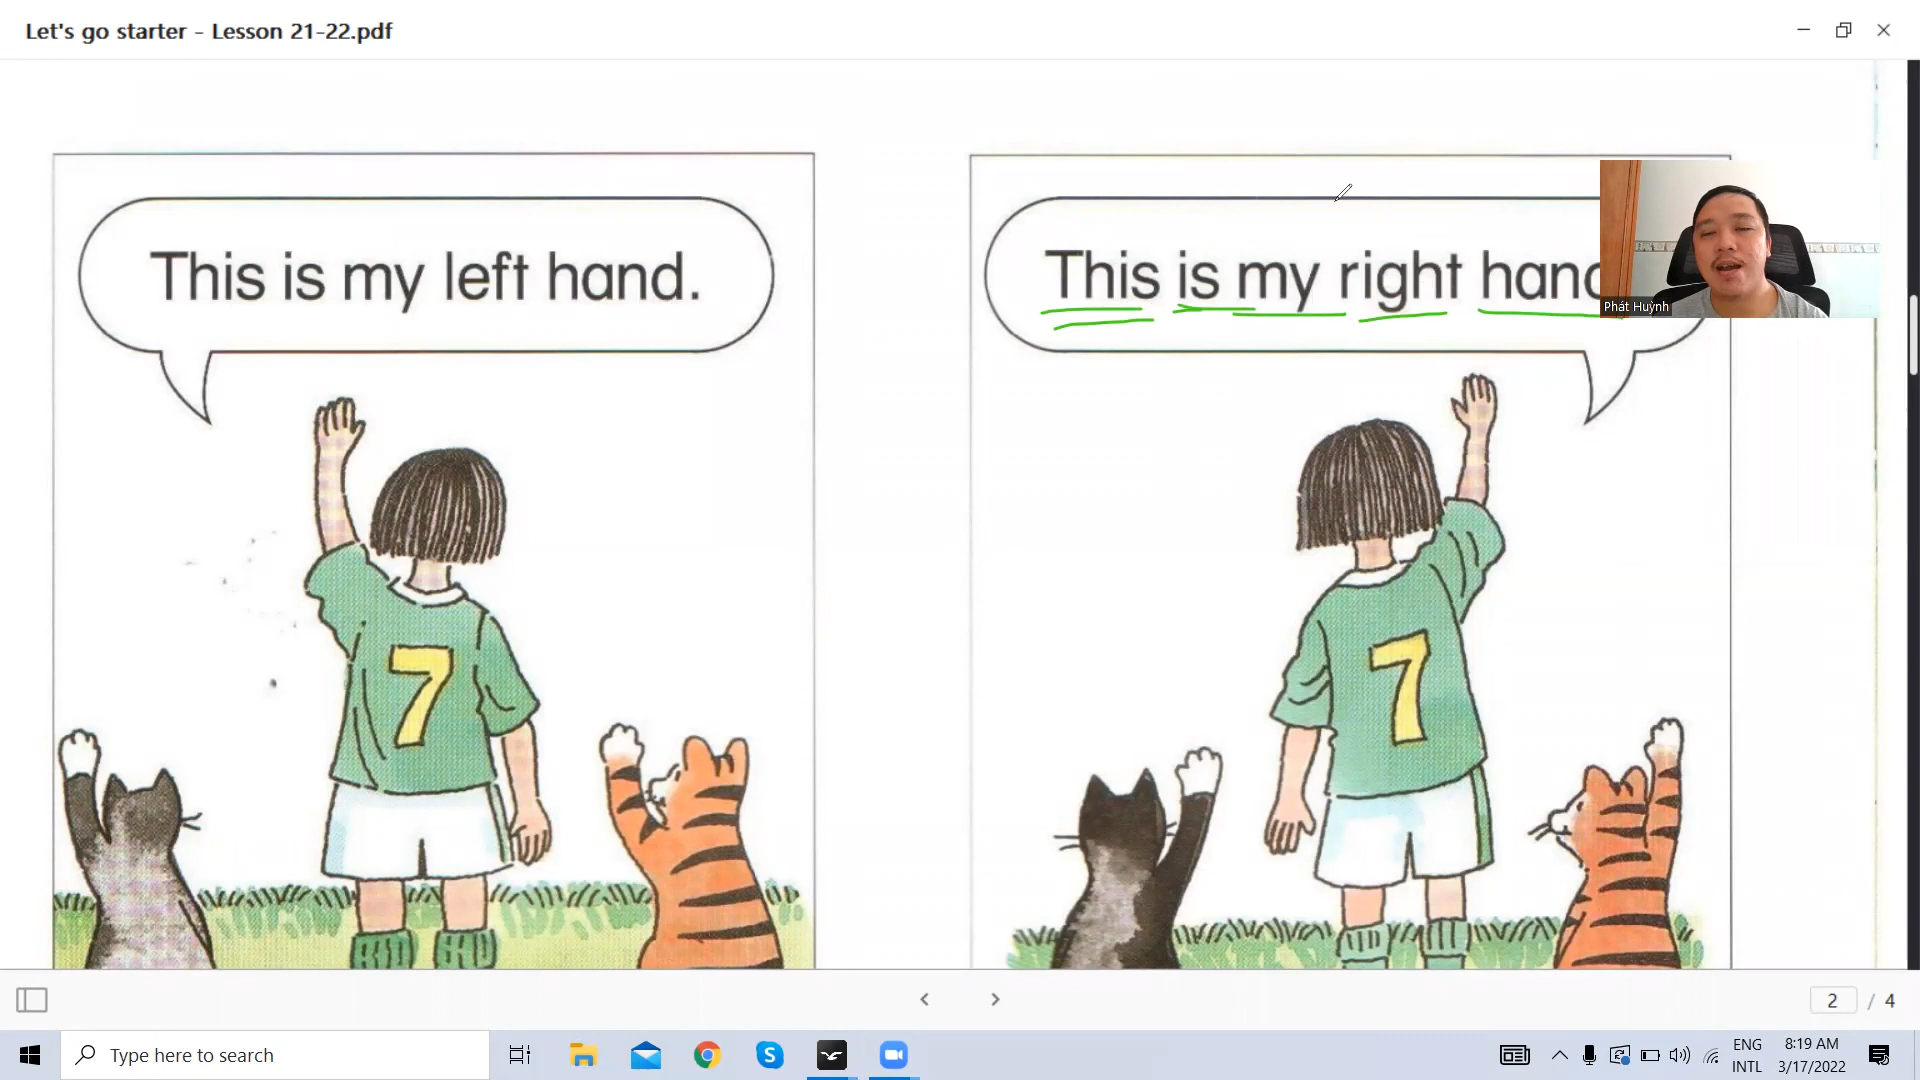 Let's go starter - Lesson 21-22.pdf
This is my left hand.
This is my right hand
Phát Huỳnh
7
7
2 / 4
Type here to search
ENG
INTL
8:19 AM
3/17/2022